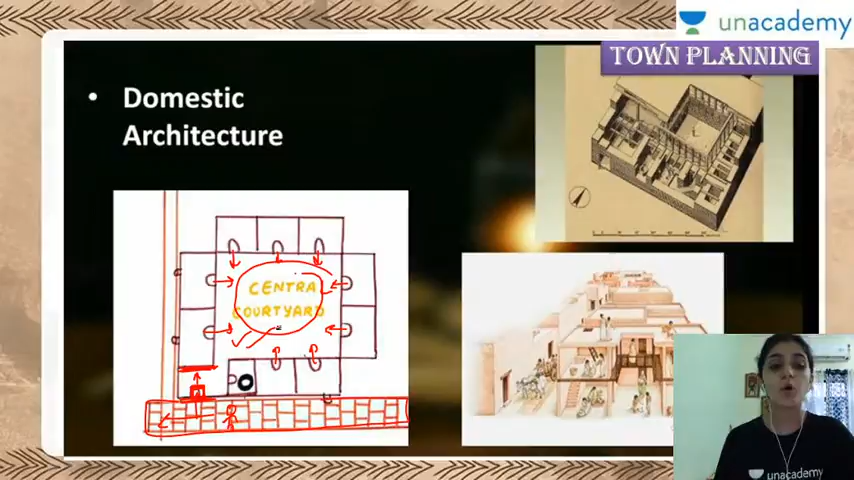 unacademy
TOWN PLANNING
• Domestic
Architecture
CENTRA
COURTYARD
unacademy